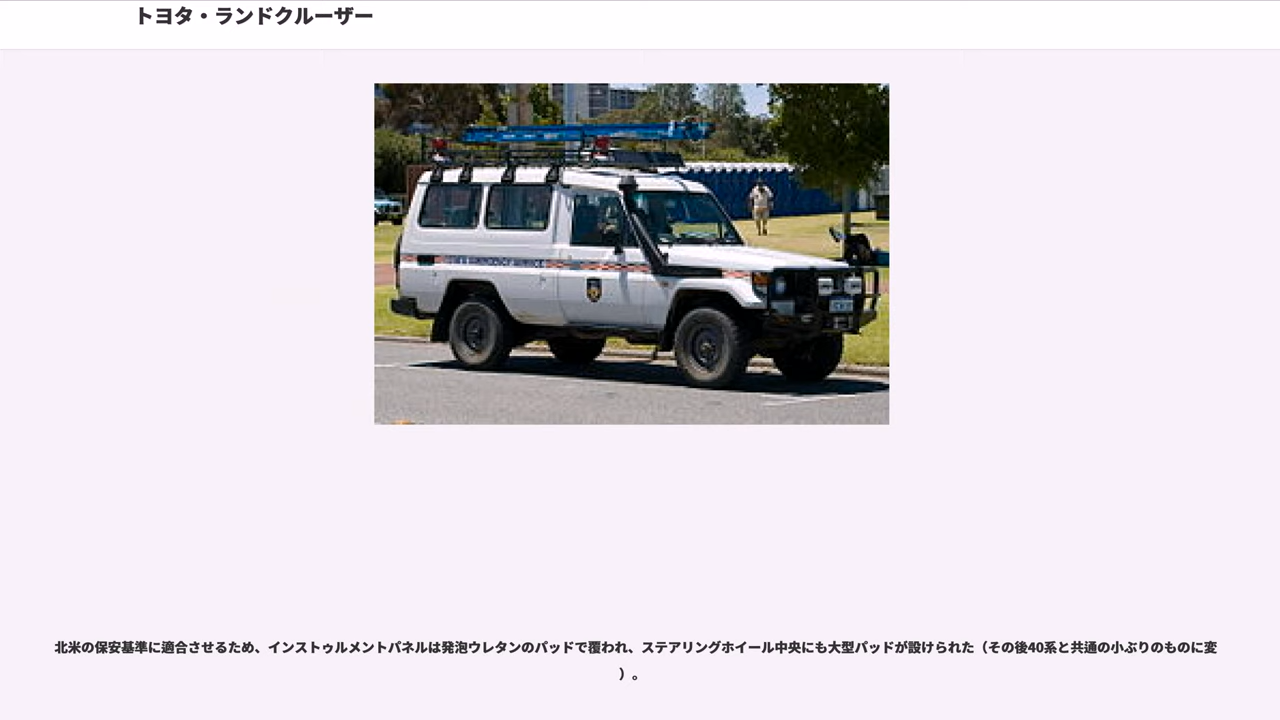 トヨタ・ランドクルーザー
北米の保安基準に適合させるため、インストゥルメントパネルは発泡ウレタンのパッドで覆われ、ステアリングホイール中央にも大型パッドが設けられた（その後40系と共通の小ぶりのものに変
）。